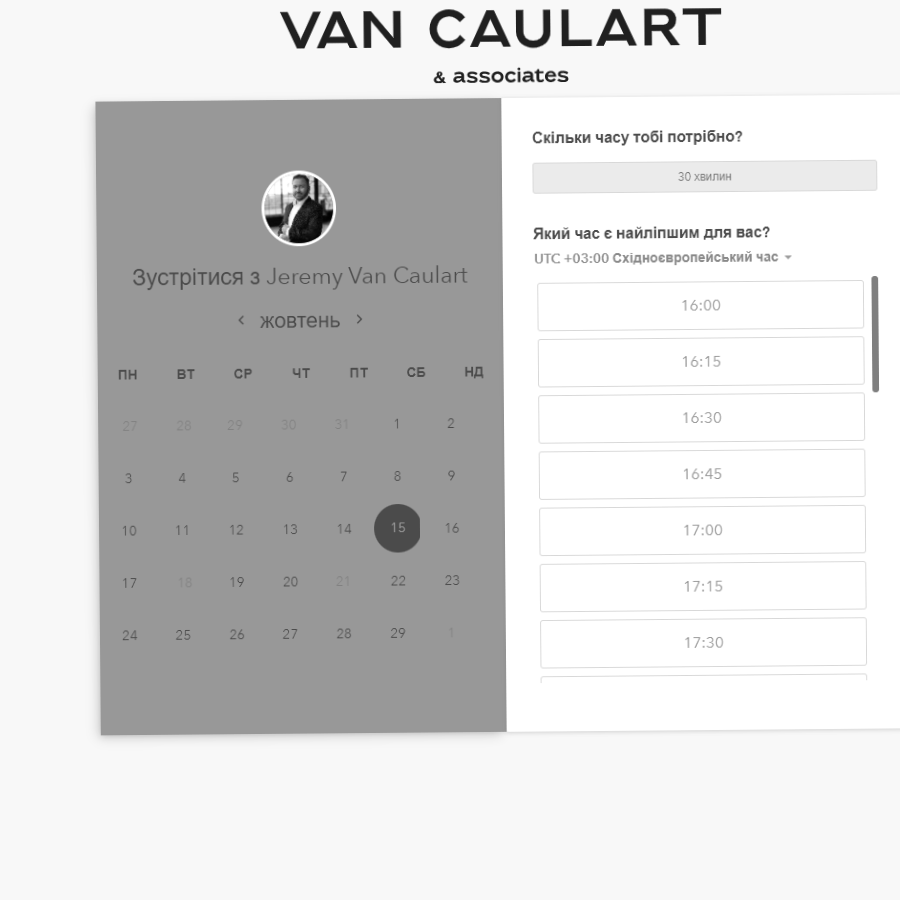 VAN CAULART
& associates
Зустрітися з Jeremy Van Caulart
жовтень
ПН ВТ СР ЧТ ПТ СБ НД
27 28 29 30 31 1 2
3 4 5 6 7 8 9
10 11 12 13 14 15 16
17 18 19 20 21 22 23
24 25 26 27 28 29 1
Скільки часу тобі потрібно?
30 хвилин
Який час є найліпшим для вас?
UTC +03:00 Східноєвропейський час
16:00
16:15
16:30
16:45
17:00
17:15
17:30